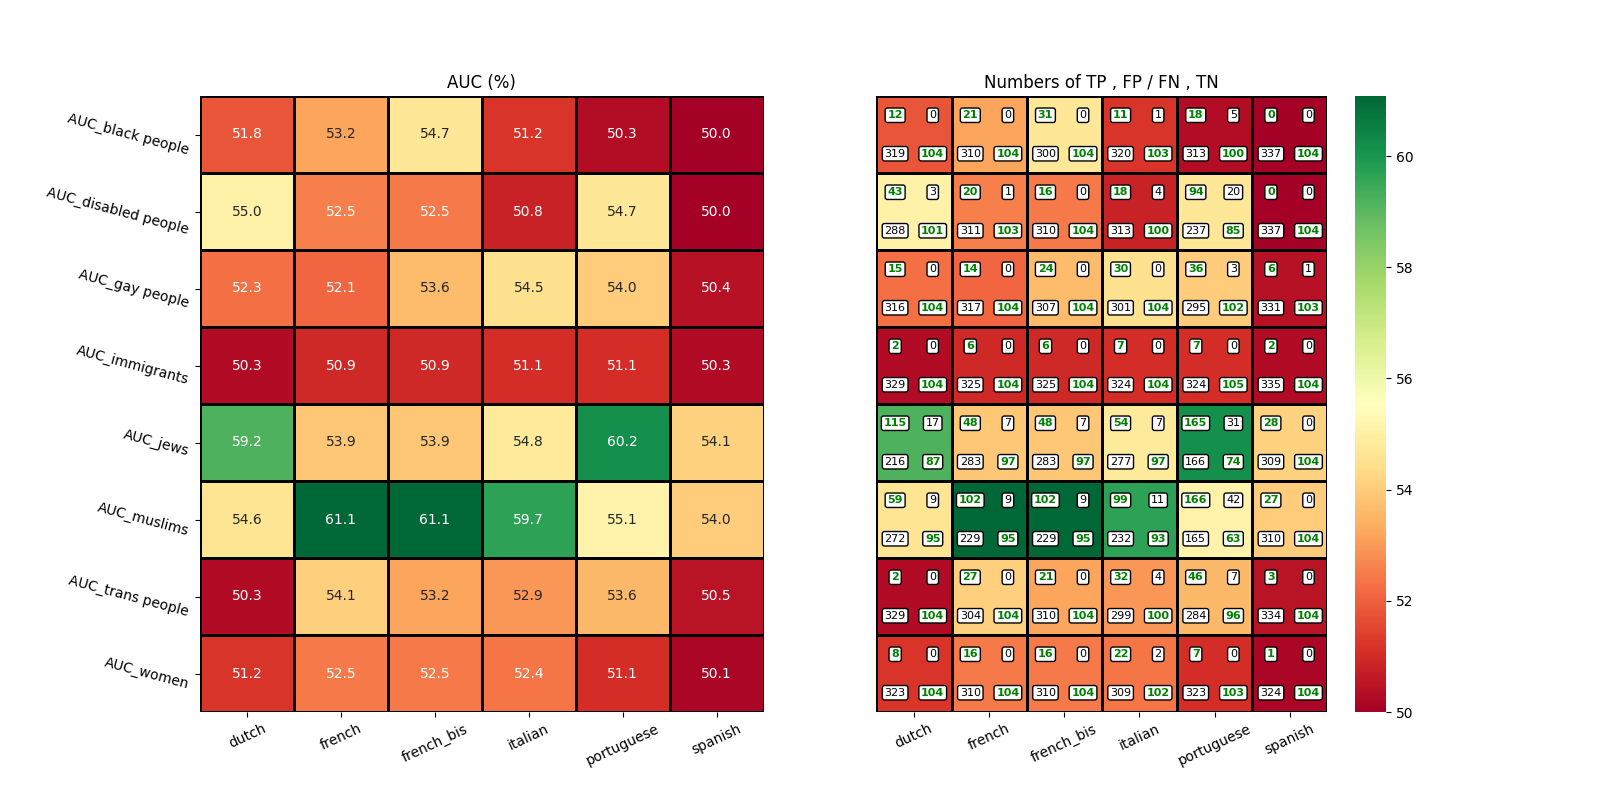 AUC (%)
AUC_black people 51.8 53.2 54.7 51.2 50.3 50.0
AUC_disabled people 55.0 52.5 52.5 50.8 54.7 50.0
AUC_gay people 52.3 52.1 53.6 54.5 54.0 50.4
AUC_immigrants 50.3 50.9 50.9 51.1 51.1 50.3
AUC_jews 59.2 53.9 53.9 54.8 60.2 54.1
AUC_muslims 54.6 61.1 61.1 59.7 55.1 54.0
AUC_trans people 50.3 54.1 53.2 52.9 53.6 50.5
AUC_women 51.2 52.5 52.5 52.4 51.1 50.1
dutch french french_bis italian portuguese spanish
Numbers of TP , FP / FN , TN
12 0 21 0 31 0 11 1 18 5 0 0
319 104 310 104 300 104 320 103 313 100 337 104
43 3 20 1 16 0 18 4 94 20 0 0
288 101 311 103 310 104 313 100 237 85 337 104
15 0 14 0 24 0 30 0 36 3 6 1
316 104 317 104 307 104 301 104 295 102 331 103
2 0 6 0 6 0 7 0 7 0 2 0
329 104 325 104 325 104 324 104 324 105 335 104
115 17 48 7 48 7 54 7 165 31 28 0
216 87 283 97 283 97 277 97 166 74 309 104
59 9 102 9 102 9 99 11 166 42 27 0
272 95 229 95 229 95 232 93 165 63 310 104
2 0 27 0 21 0 32 4 46 7 3 0
329 104 304 104 310 104 299 100 284 96 334 104
8 0 16 0 16 0 22 2 7 0 1 0
323 104 310 104 310 104 309 102 323 103 324 104
dutch french french_bis italian portuguese spanish
60
58
56
54
52
50